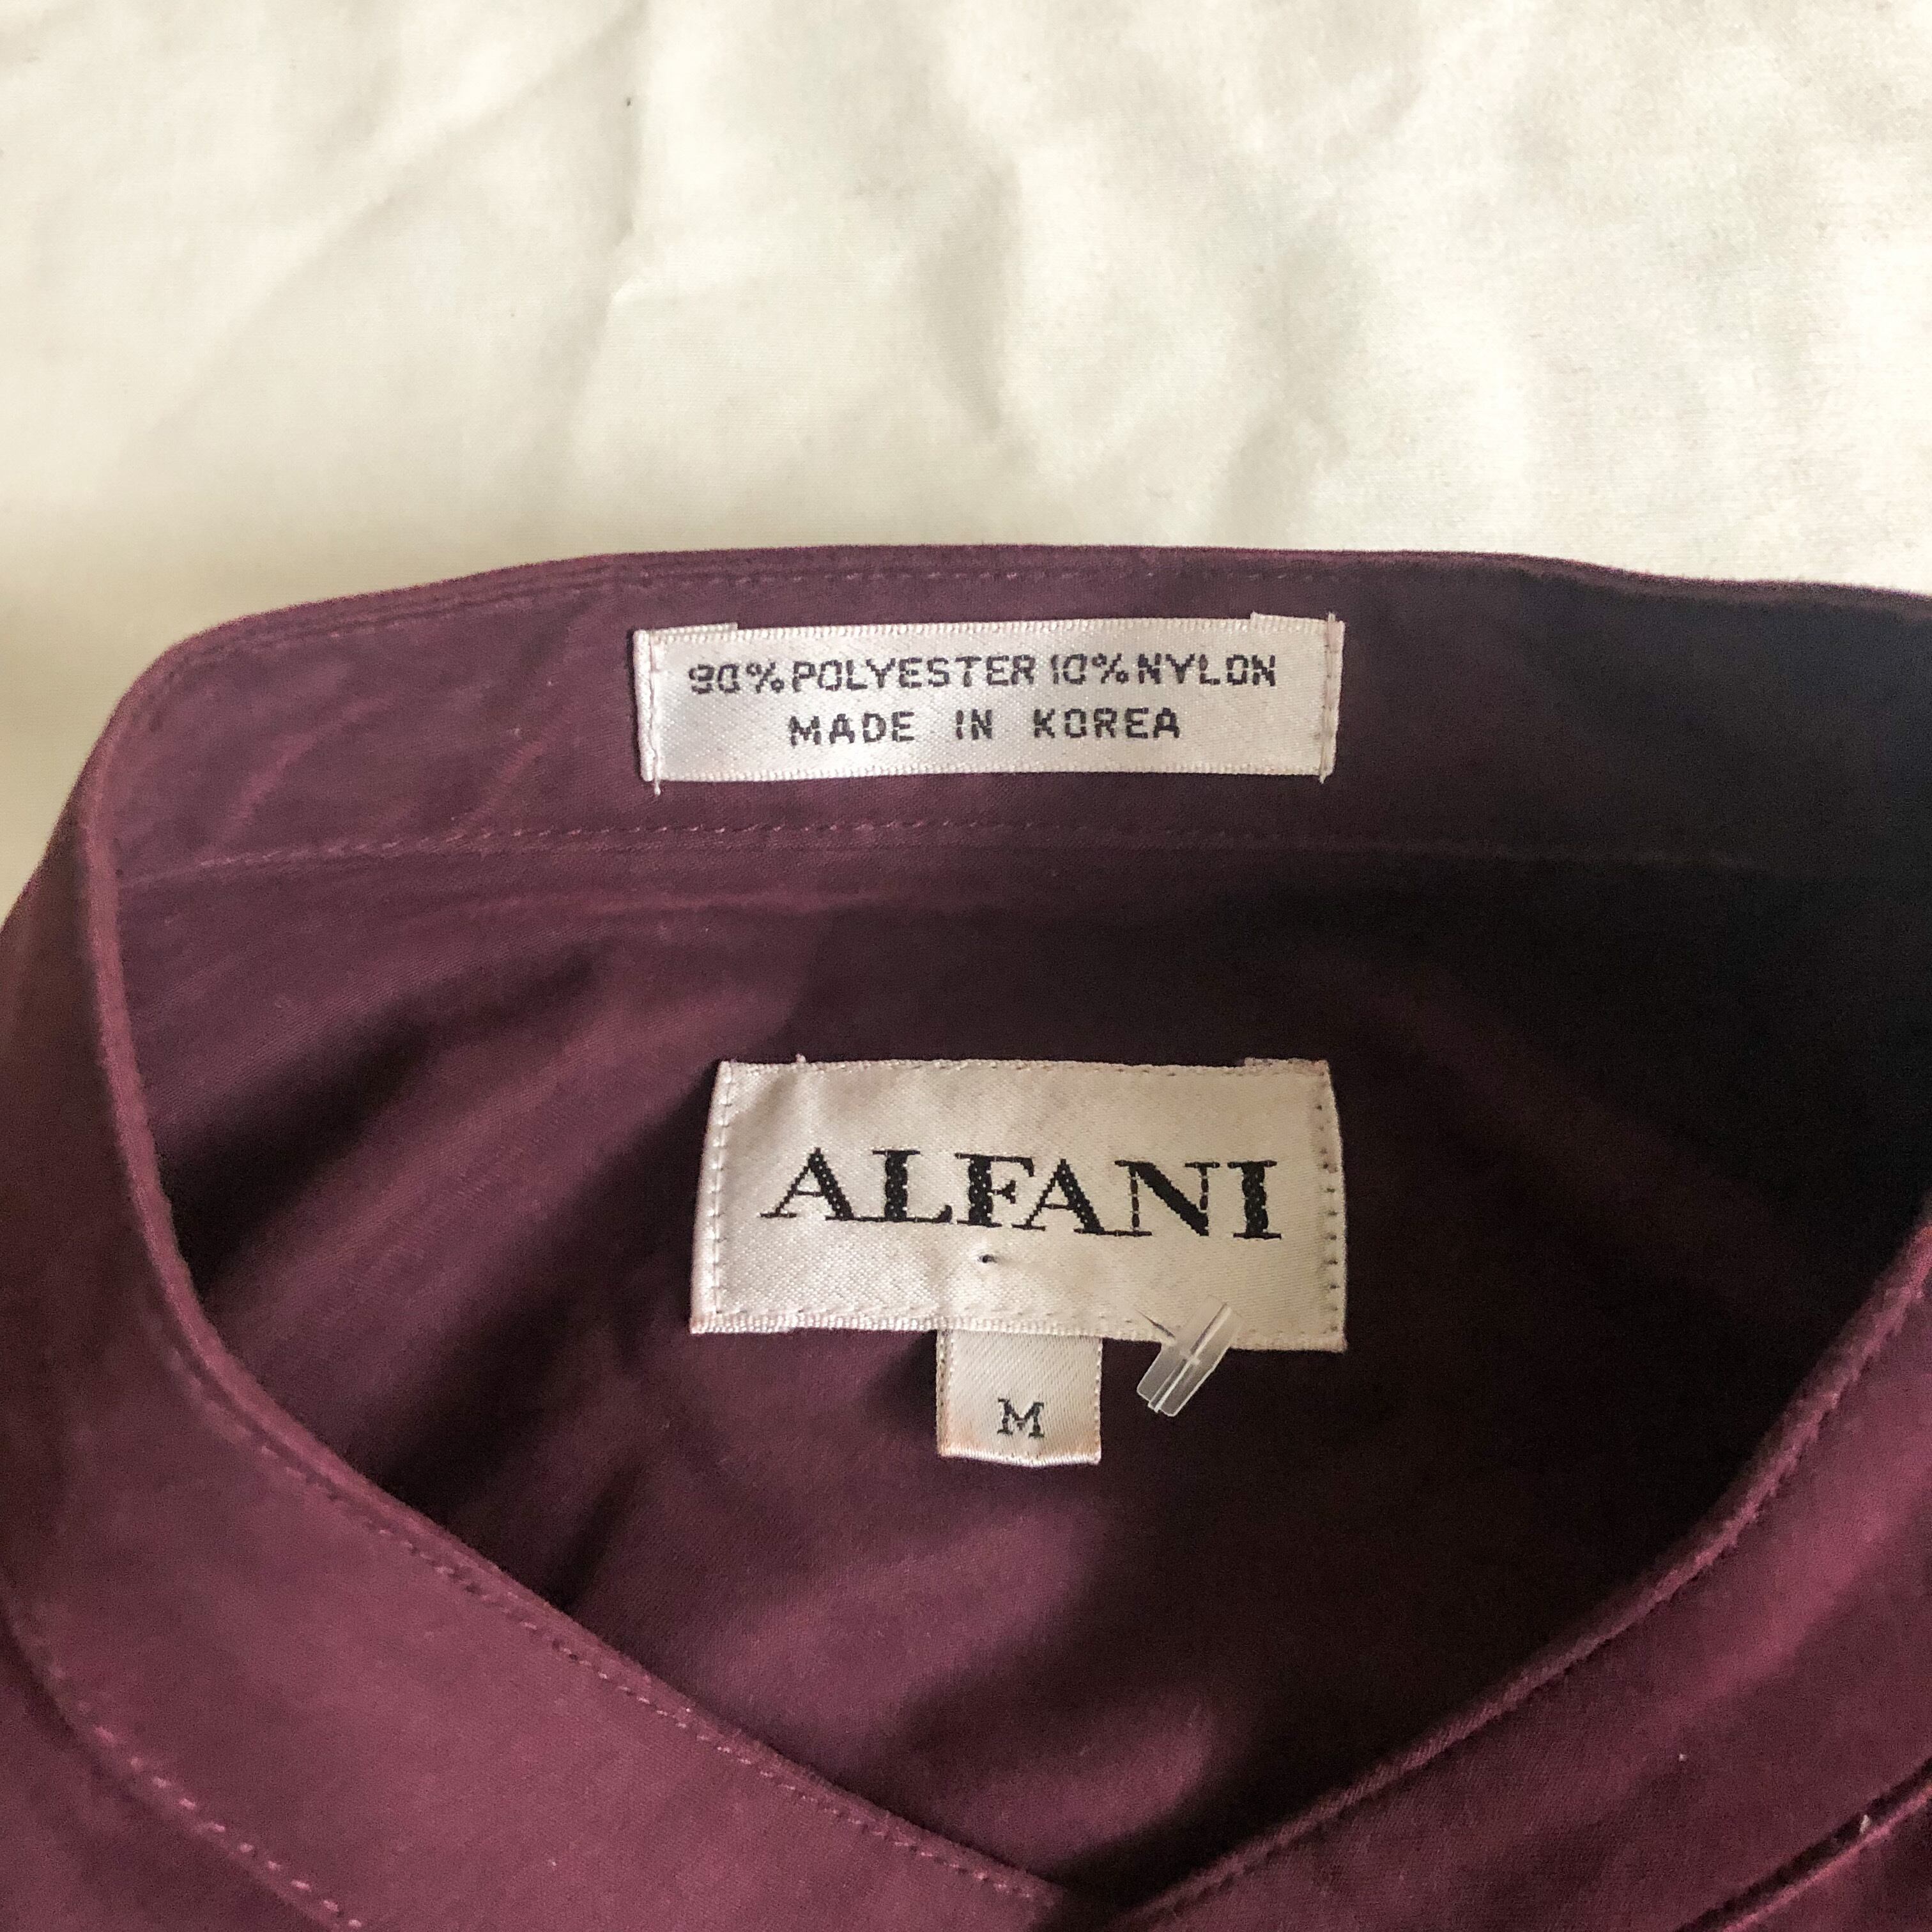 90% POLYESTER 10% NYLON
MADE IN KOREA
ALFANI
M